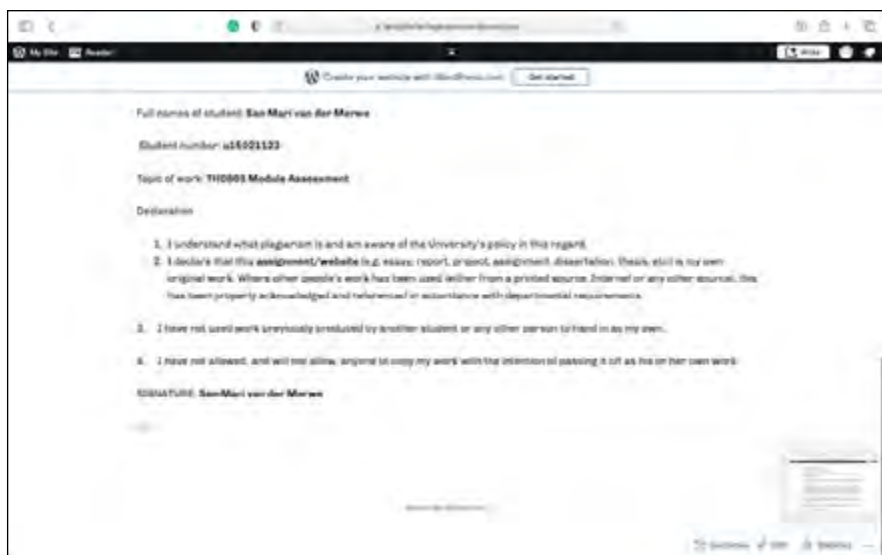 My Site Reader
Create your website with WordPress.com Get started
Full names of student: San-Mari van der Merwe
Student number: u15021122
Topic of work: Module Assessment
Declaration
1. I understand what plagiarism is and am aware of the University's policy in this regard.
2. I declare that this assignment/website (e.g. essay, report, project, assignment, dissertation, thesis, etc) is my own
original work. Where other people's work has been used (either from a printed source, Internet or any other source), this
has been properly acknowledged and referenced in accordance with departmental requirements.
3. I have not used work previously produced by another student or any other person to hand in as my own.
4. I have not allowed, and will not allow, anyone to copy my work with the intention of passing it off as his or her own work.
SIGNATURE: San-Mari van der Merwe